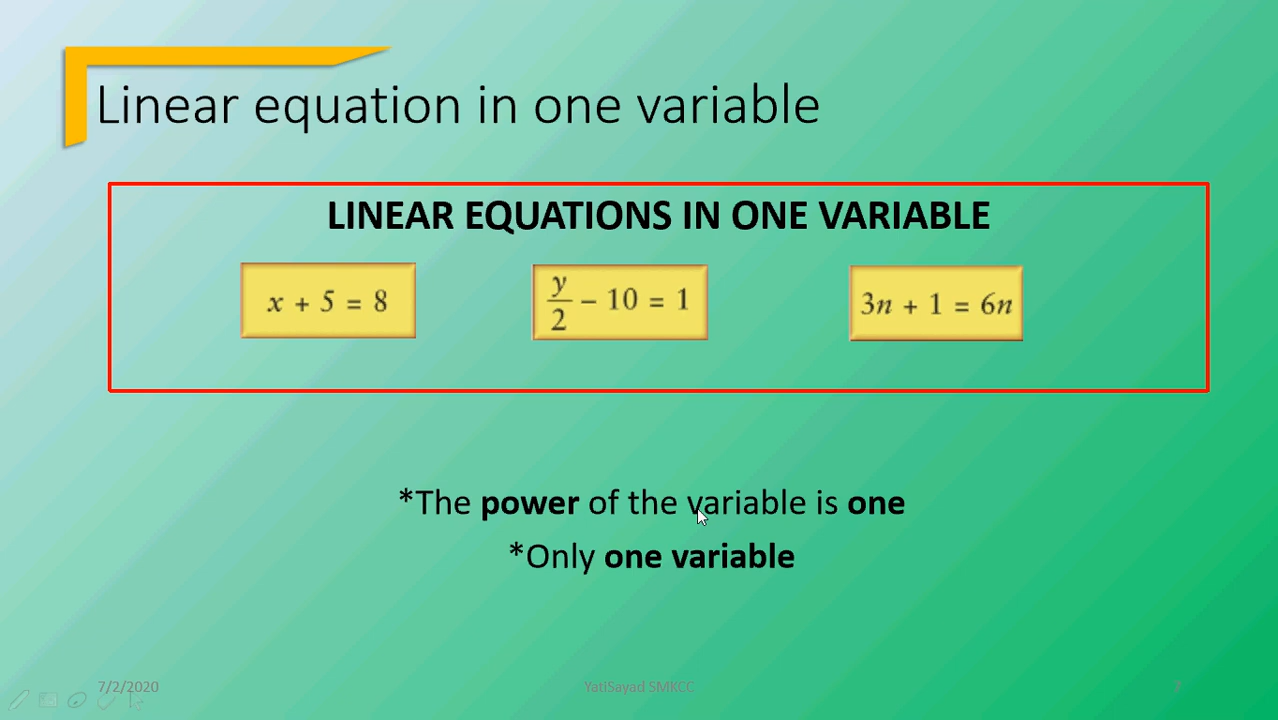 Linear equation in one variable
LINEAR EQUATIONS IN ONE VARIABLE
x + 5 = 8
y/2 − 10 = 1
3n + 1 = 6n
*The power of the variable is one
*Only one variable
7/2/2020
YatiSayad SMKCC
7